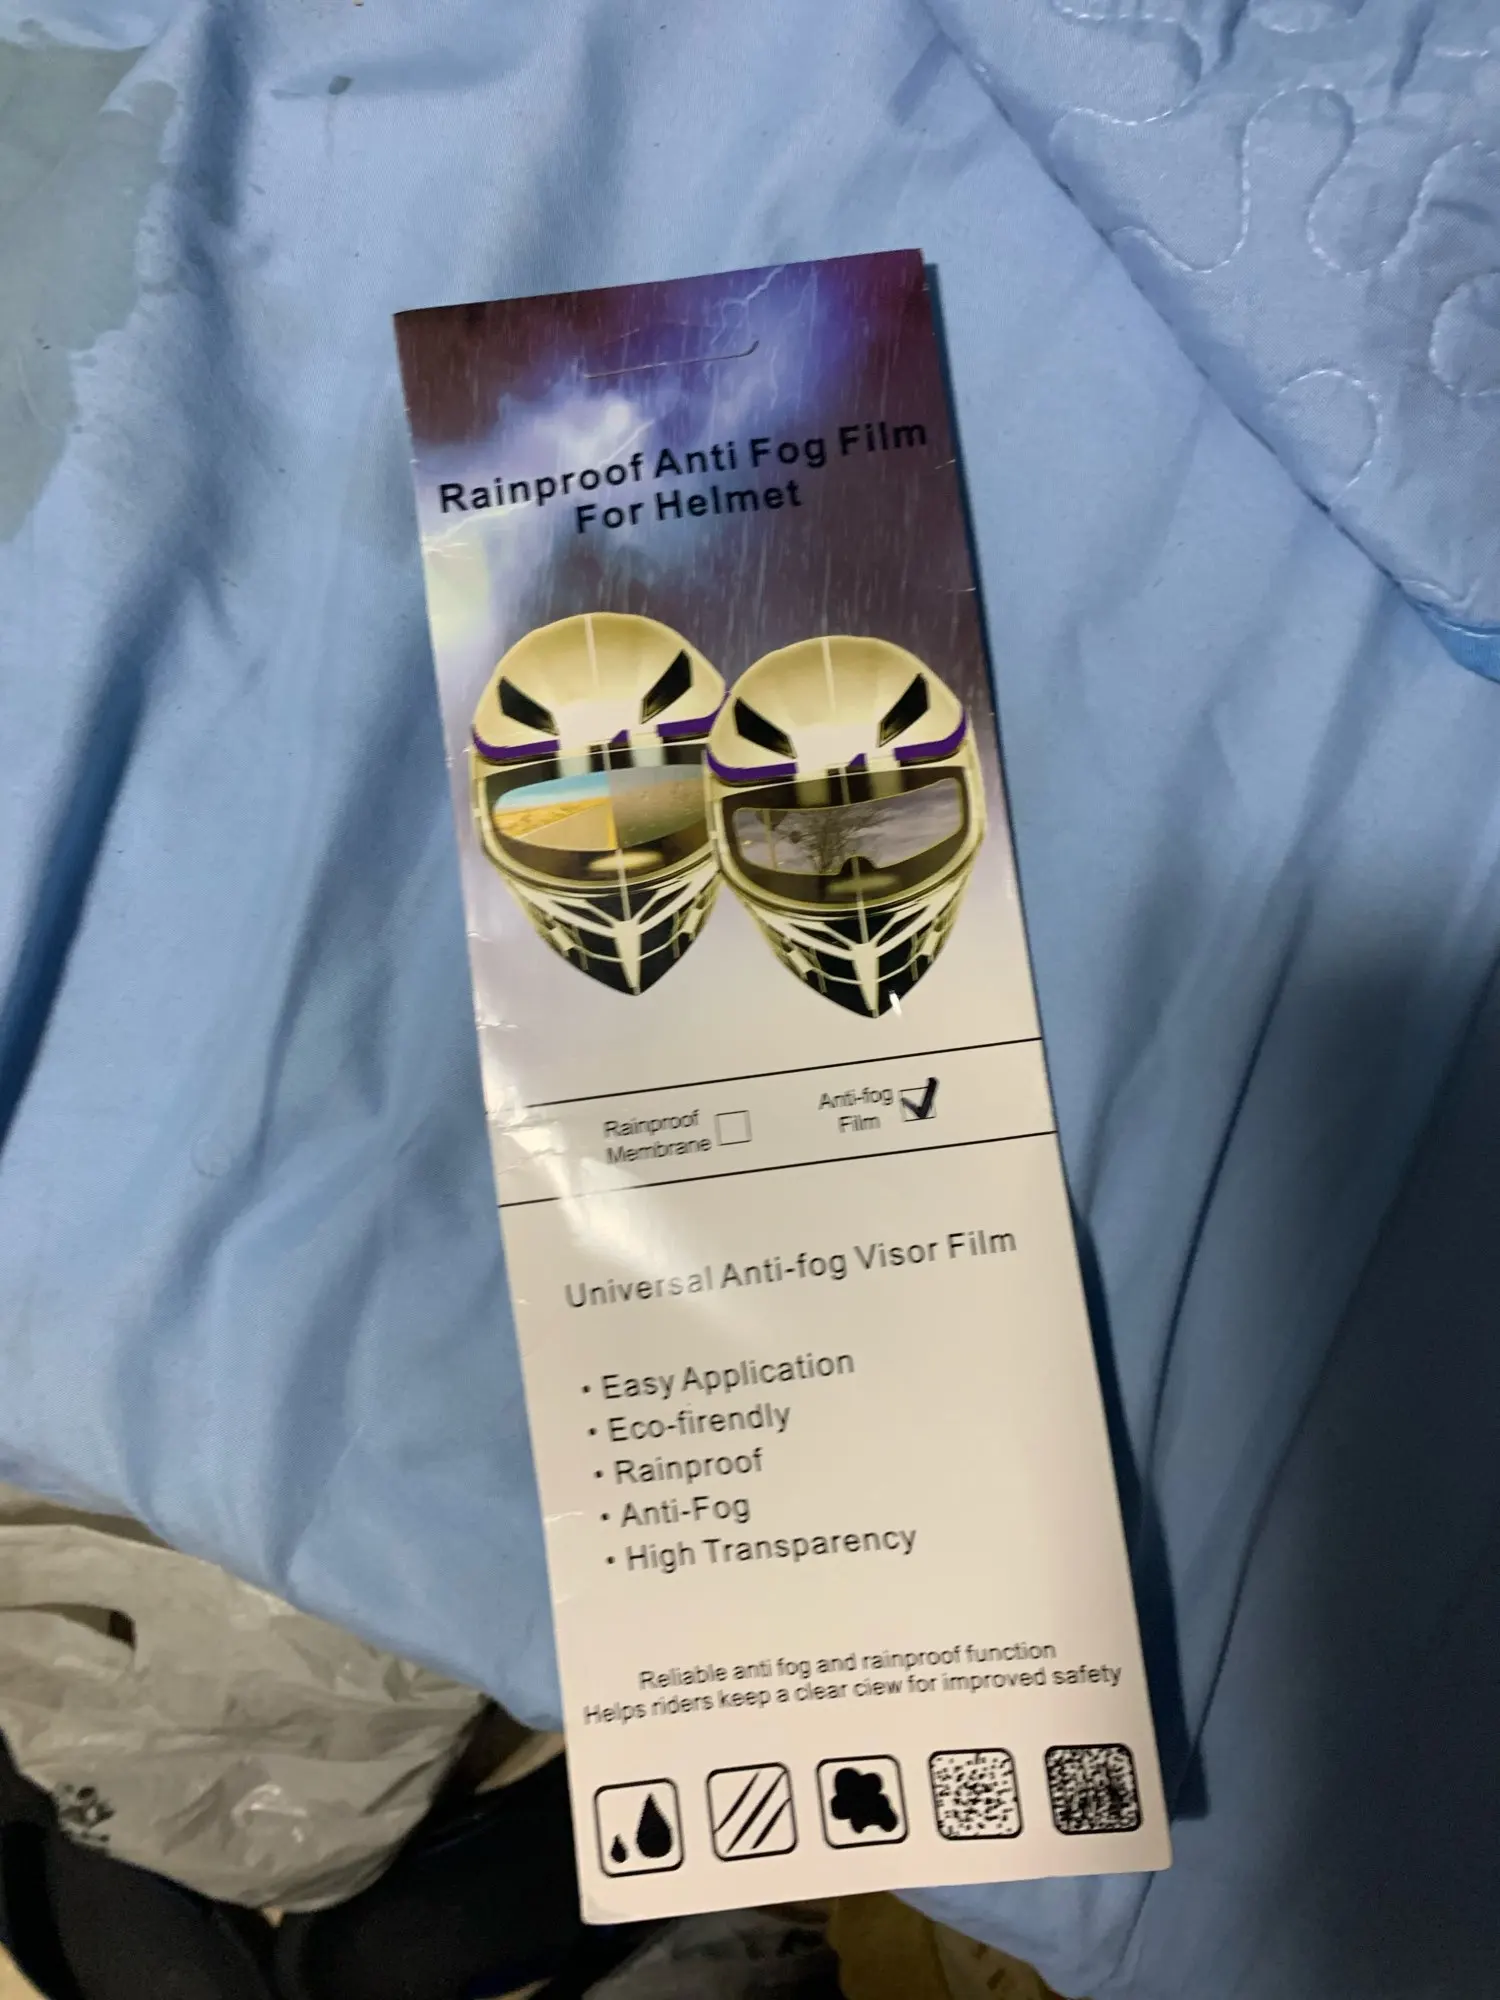 Rainproof Anti Fog Film
For Helmet
Rainproof
Membrane
Anti-fog
Film
Universal Anti-fog Visor Film
• Easy Application
• Eco-firendly
• Rainproof
• Anti-Fog
• High Transparency
Reliable anti fog and rainproof function
Helps riders keep a clear ciew for improved safety